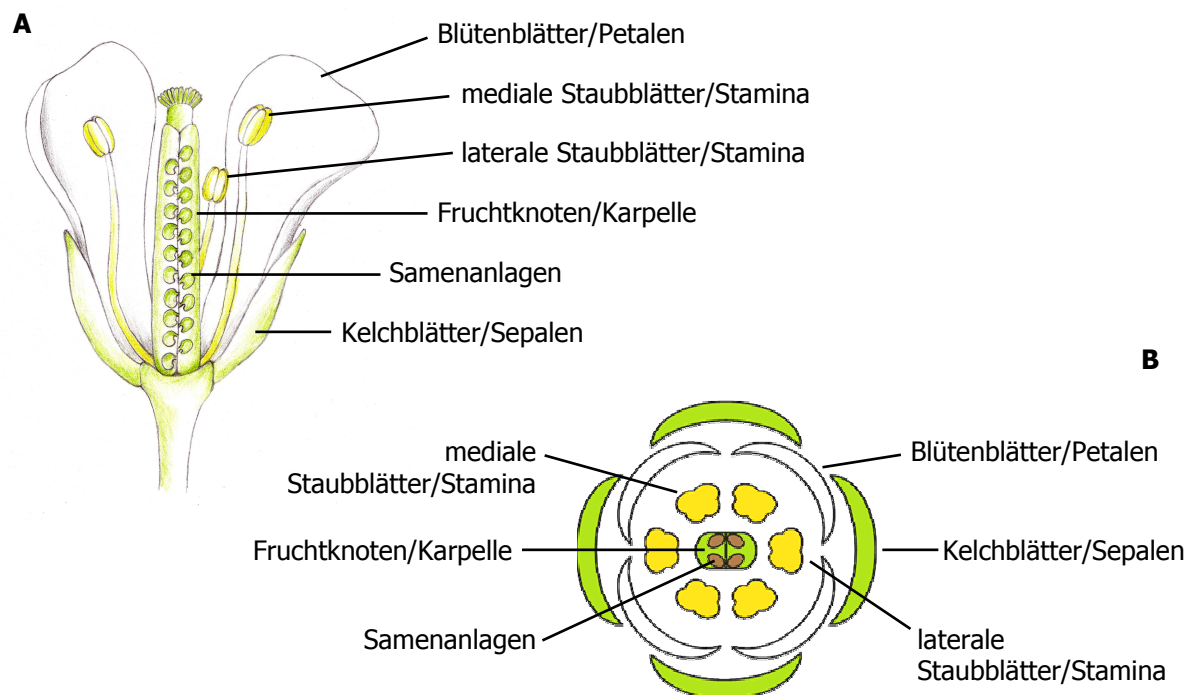 A
Blütenblätter/Petalen
mediale Staubblätter/Stamina
laterale Staubblätter/Stamina
Fruchtknoten/Karpelle
Samenanlagen
Kelchblätter/Sepalen
B
mediale
Staubblätter/Stamina
Blütenblätter/Petalen
Fruchtknoten/Karpelle
Kelchblätter/Sepalen
Samenanlagen
laterale
Staubblätter/Stamina